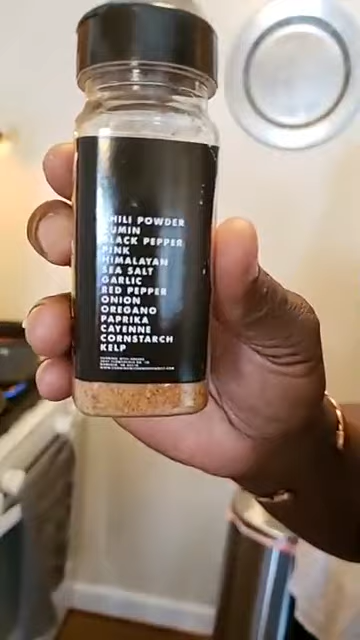 CHILI POWDER
CUMIN
BLACK PEPPER
PINK
HIMALAYAN
SEA SALT
GARLIC
RED PEPPER
ONION
OREGANO
PAPRIKA
CAYENNE
CORNSTARCH
KELP